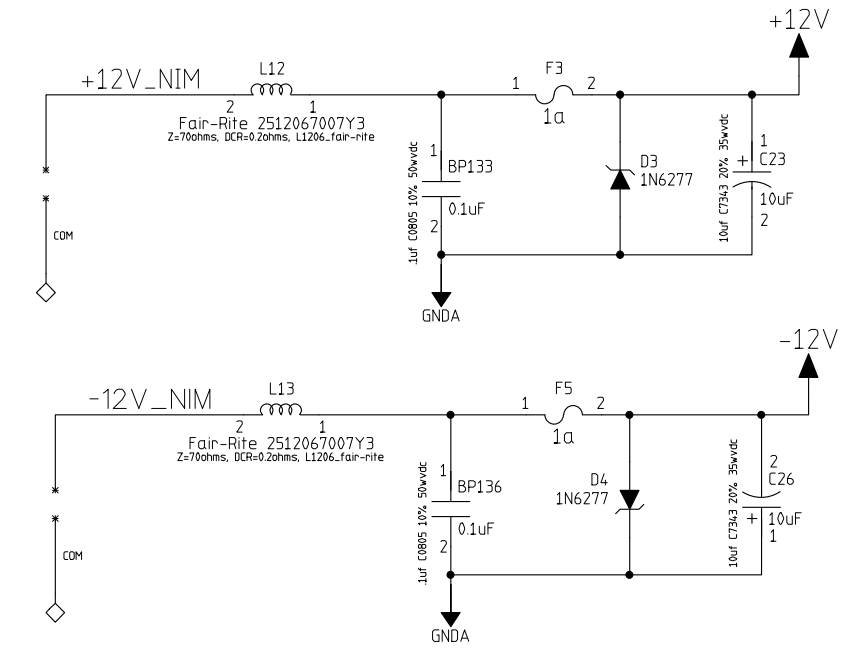 +12V
+12V_NIM
L12
2
1
Fair-Rite 2512067007Y3
Z=70ohms, DCR=0.2ohms, L1206_fair-rite
F3
1
2
1a
COM
.1uf C0805 10% 50wvdc
1
BP133
0.1uF
2
GNDA
D3
1N6277
10uf C7343 20% 35wvdc
1
+
C23
10uF
2
-12V
-12V_NIM
L13
2
1
Fair-Rite 2512067007Y3
Z=70ohms, DCR=0.2ohms, L1206_fair-rite
F5
1
2
1a
COM
.1uf C0805 10% 50wvdc
1
BP136
0.1uF
2
GNDA
D4
1N6277
10uf C7343 20% 35wvdc
2
C26
+
10uF
1